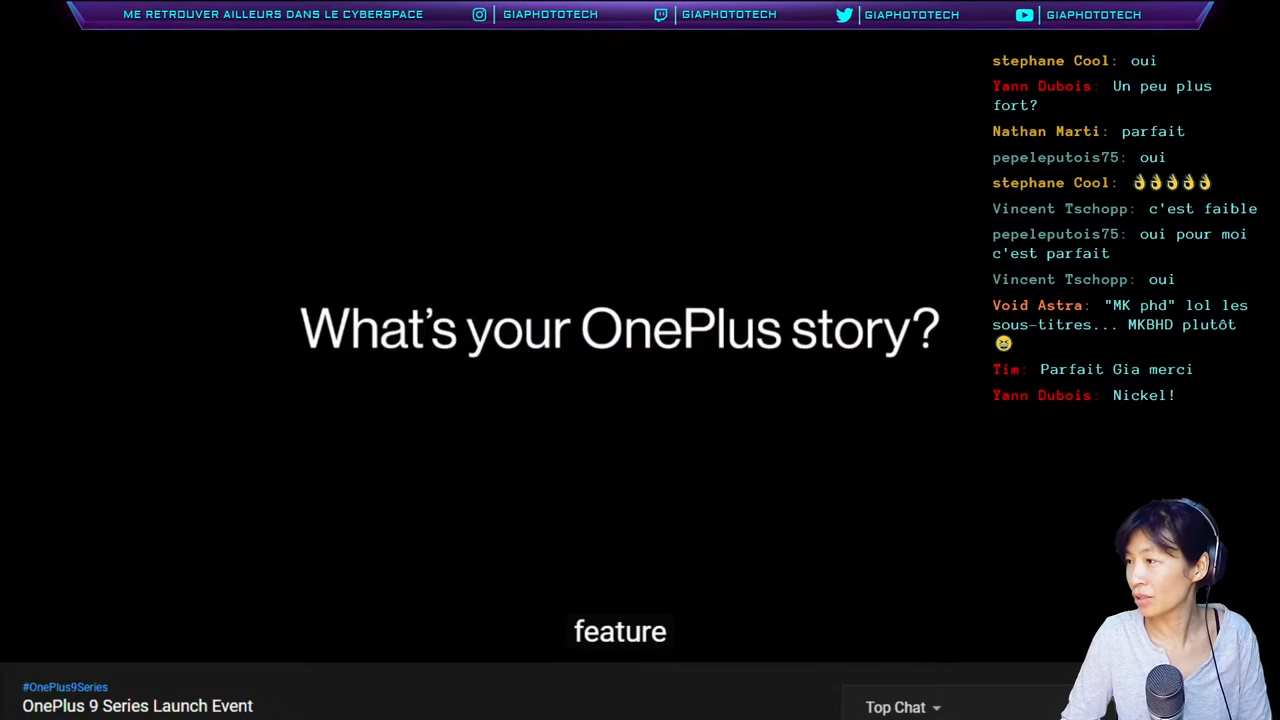 ME RETROUVER AILLEURS DANS LE CYBERSPACE
GIAPHOTOTECH
GIAPHOTOTECH
GIAPHOTOTECH
GIAPHOTOTECH
stephane Cool: oui
Yann Dubois: Un peu plus
fort?
Nathan Marti: parfait
pepeleputois75: oui
stephane Cool: 👌👌👌👌👌
Vincent Tschopp: c'est faible
pepeleputois75: oui pour moi
c'est parfait
Vincent Tschopp: oui
Void Astra: "MK phd" lol les
sous-titres... MKBHD plutôt
😆
Tim: Parfait Gia merci
Yann Dubois: Nickel!
What's your OnePlus story?
feature
#OnePlus9Series
OnePlus 9 Series Launch Event
Top Chat